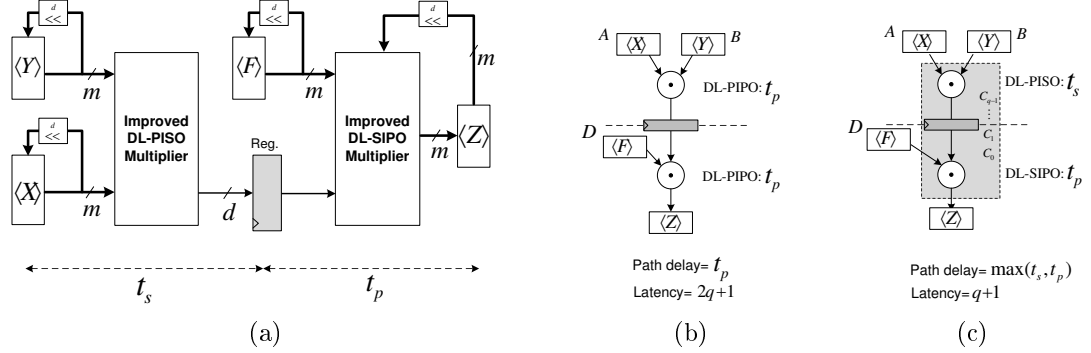 d
<<
⟨Y⟩
m
d
<<
⟨X⟩
m
Improved
DL-PISO
Multiplier
d
Reg.
d
<<
⟨F⟩
m
Improved
DL-SIPO
Multiplier
d
<<
m
m
⟨Z⟩
t_s
t_p
(a)
A
⟨X⟩
⟨Y⟩
B
DL-PIPO: t_p
D
⟨F⟩
DL-PIPO: t_p
⟨Z⟩
Path delay= t_p
Latency= 2q+1
(b)
A
⟨X⟩
⟨Y⟩
B
DL-PISO: t_s
C_{q-1}
⋮
C_1
C_0
D
⟨F⟩
DL-SIPO: t_p
⟨Z⟩
Path delay= max(t_s, t_p)
Latency= q+1
(c)